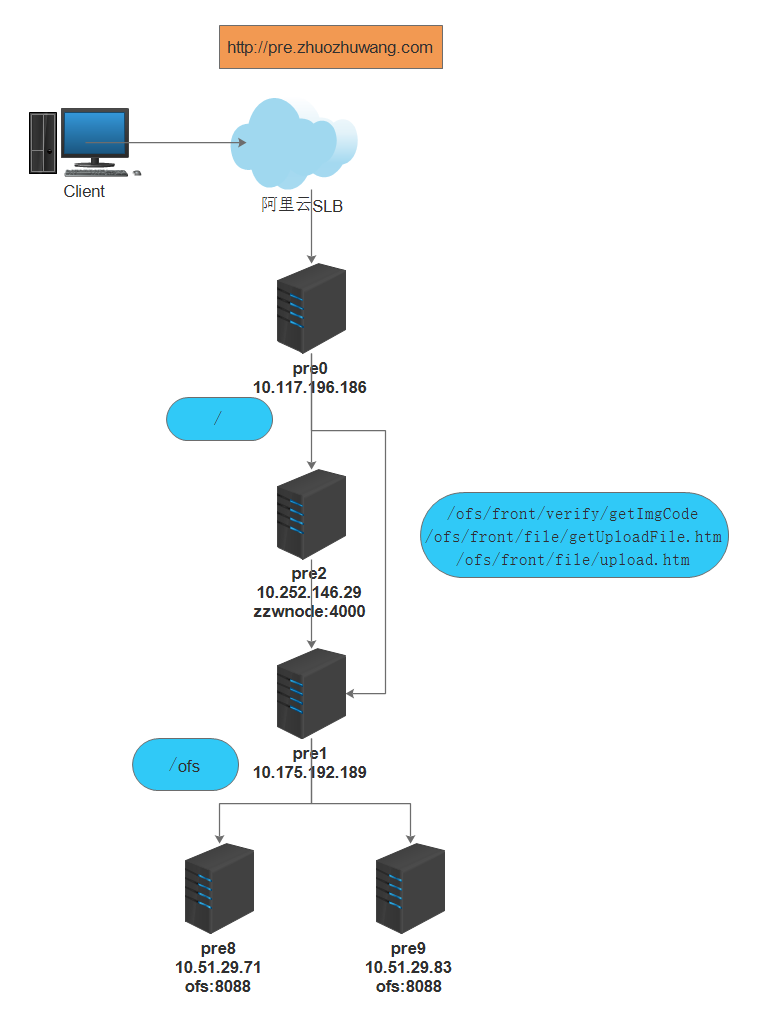 http://pre.zhuozhuwang.com
Client
阿里云SLB
pre0
10.117.196.186
/
/ofs/front/verify/getImgCode
/ofs/front/file/getUploadFile.htm
/ofs/front/file/upload.htm
pre2
10.252.146.29
zzwnode:4000
pre1
10.175.192.189
/ofs
pre8
10.51.29.71
ofs:8088
pre9
10.51.29.83
ofs:8088